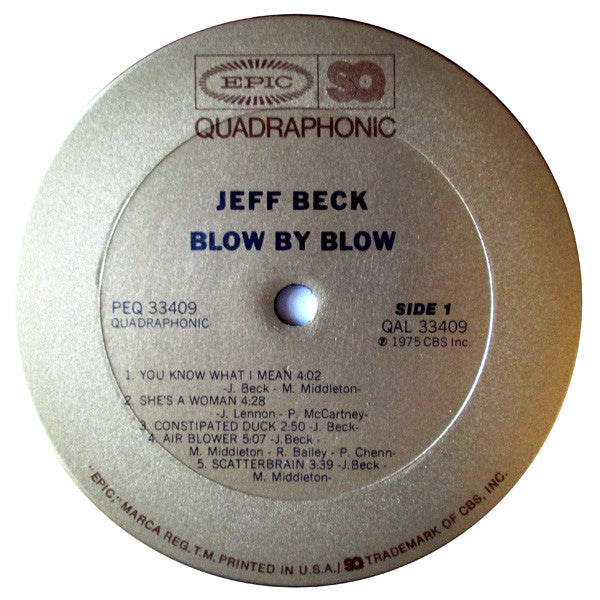 EPIC SQ
QUADRAPHONIC
JEFF BECK
BLOW BY BLOW
PEQ 33409
QUADRAPHONIC
SIDE 1
QAL 33409
℗ 1975 CBS Inc.
1. YOU KNOW WHAT I MEAN 4:02
-J. Beck - M. Middleton-
2. SHE'S A WOMAN 4:28
-J. Lennon - P. McCartney-
3. CONSTIPATED DUCK 2:50 -J. Beck-
4. AIR BLOWER 5:07 -J.Beck -
M. Middleton - R. Bailey - P. Chenn-
5. SCATTERBRAIN 3:39 -J.Beck -
M. Middleton-
"EPIC," MARCA REG. T.M. PRINTED IN U.S.A./ SQ TRADEMARK OF CBS, INC.